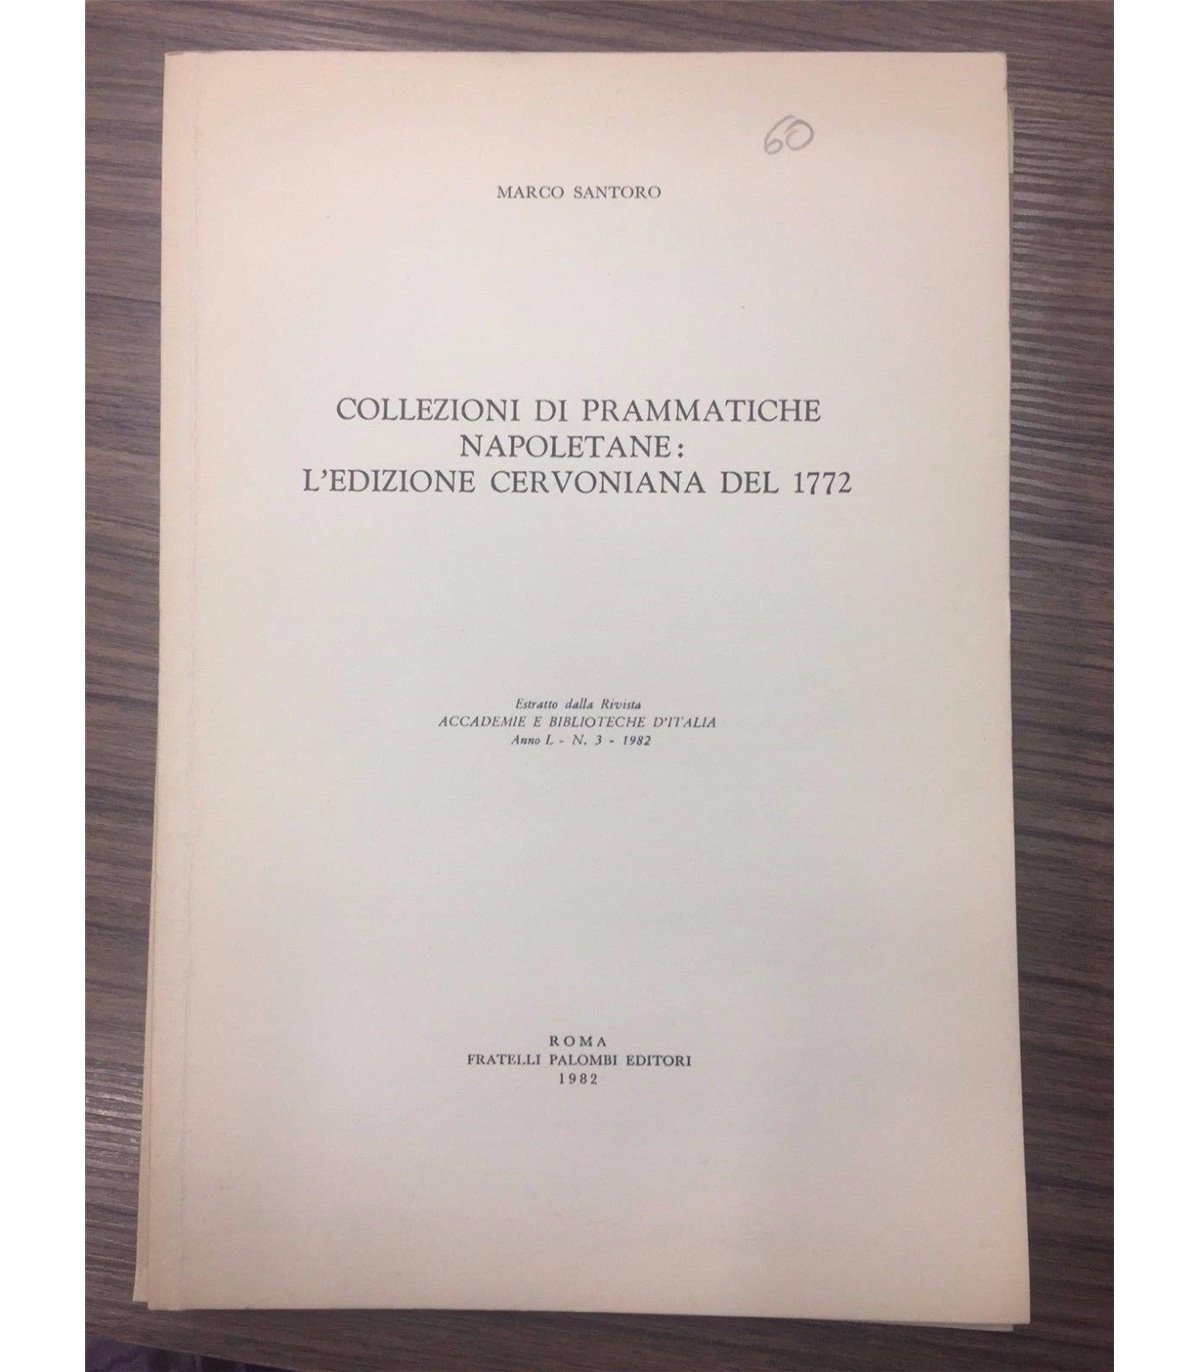 60
MARCO SANTORO
COLLEZIONI DI PRAMMATICHE
NAPOLETANE:
L'EDIZIONE CERVONIANA DEL 1772
Estratto dalla Rivista
ACCADEMIE E BIBLIOTECHE D'ITALIA
Anno L - N. 3 - 1982
ROMA
FRATELLI PALOMBI EDITORI
1982